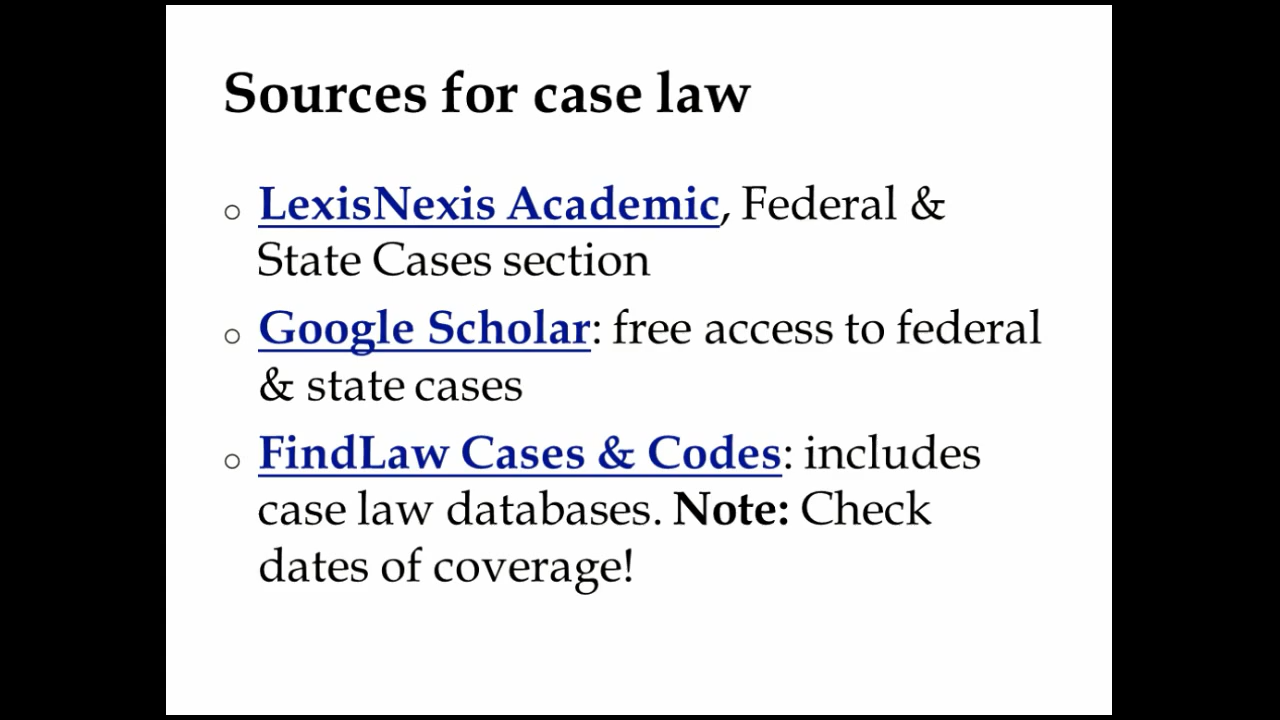 Sources for case law
LexisNexis Academic, Federal &
State Cases section
Google Scholar: free access to federal
& state cases
FindLaw Cases & Codes: includes
case law databases. Note: Check
dates of coverage!